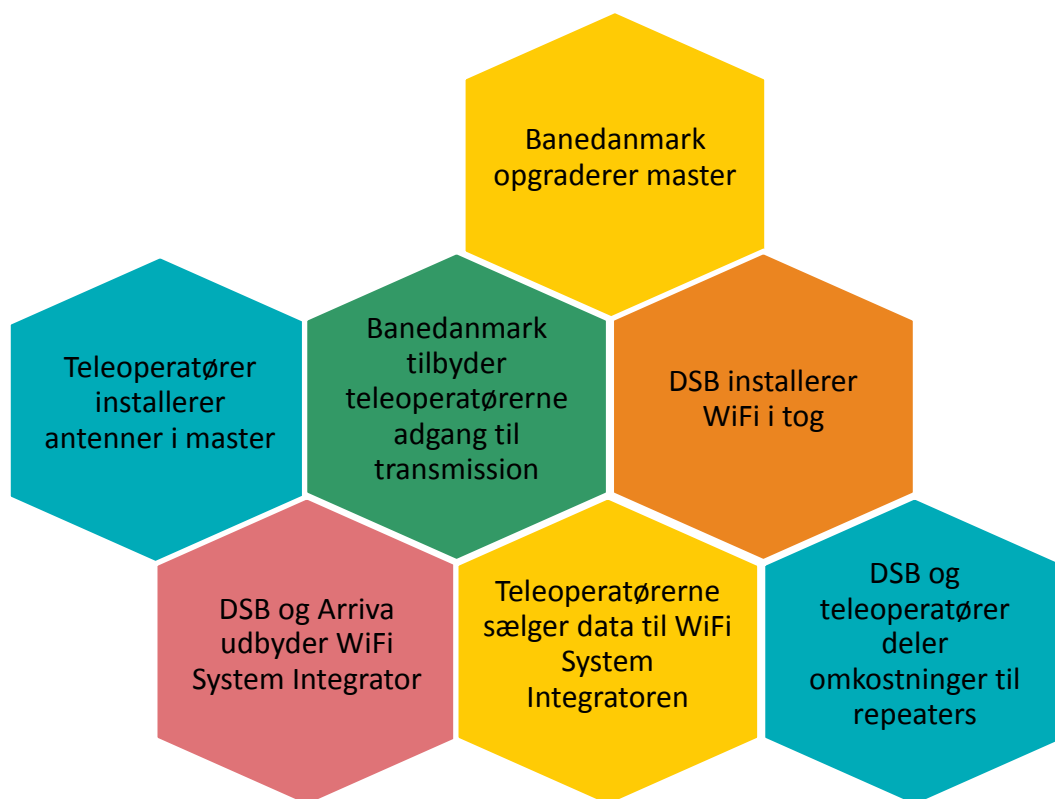 Banedanmark
opgraderer master
Teleoperatører
installerer
antenner i master
Banedanmark
tilbyder
teleoperatørerne
adgang til
transmission
DSB installerer
WiFi i tog
DSB og Arriva
udbyder WiFi
System Integrator
Teleoperatørerne
sælger data til WiFi
System
Integratoren
DSB og
teleoperatører
deler
omkostninger til
repeaters